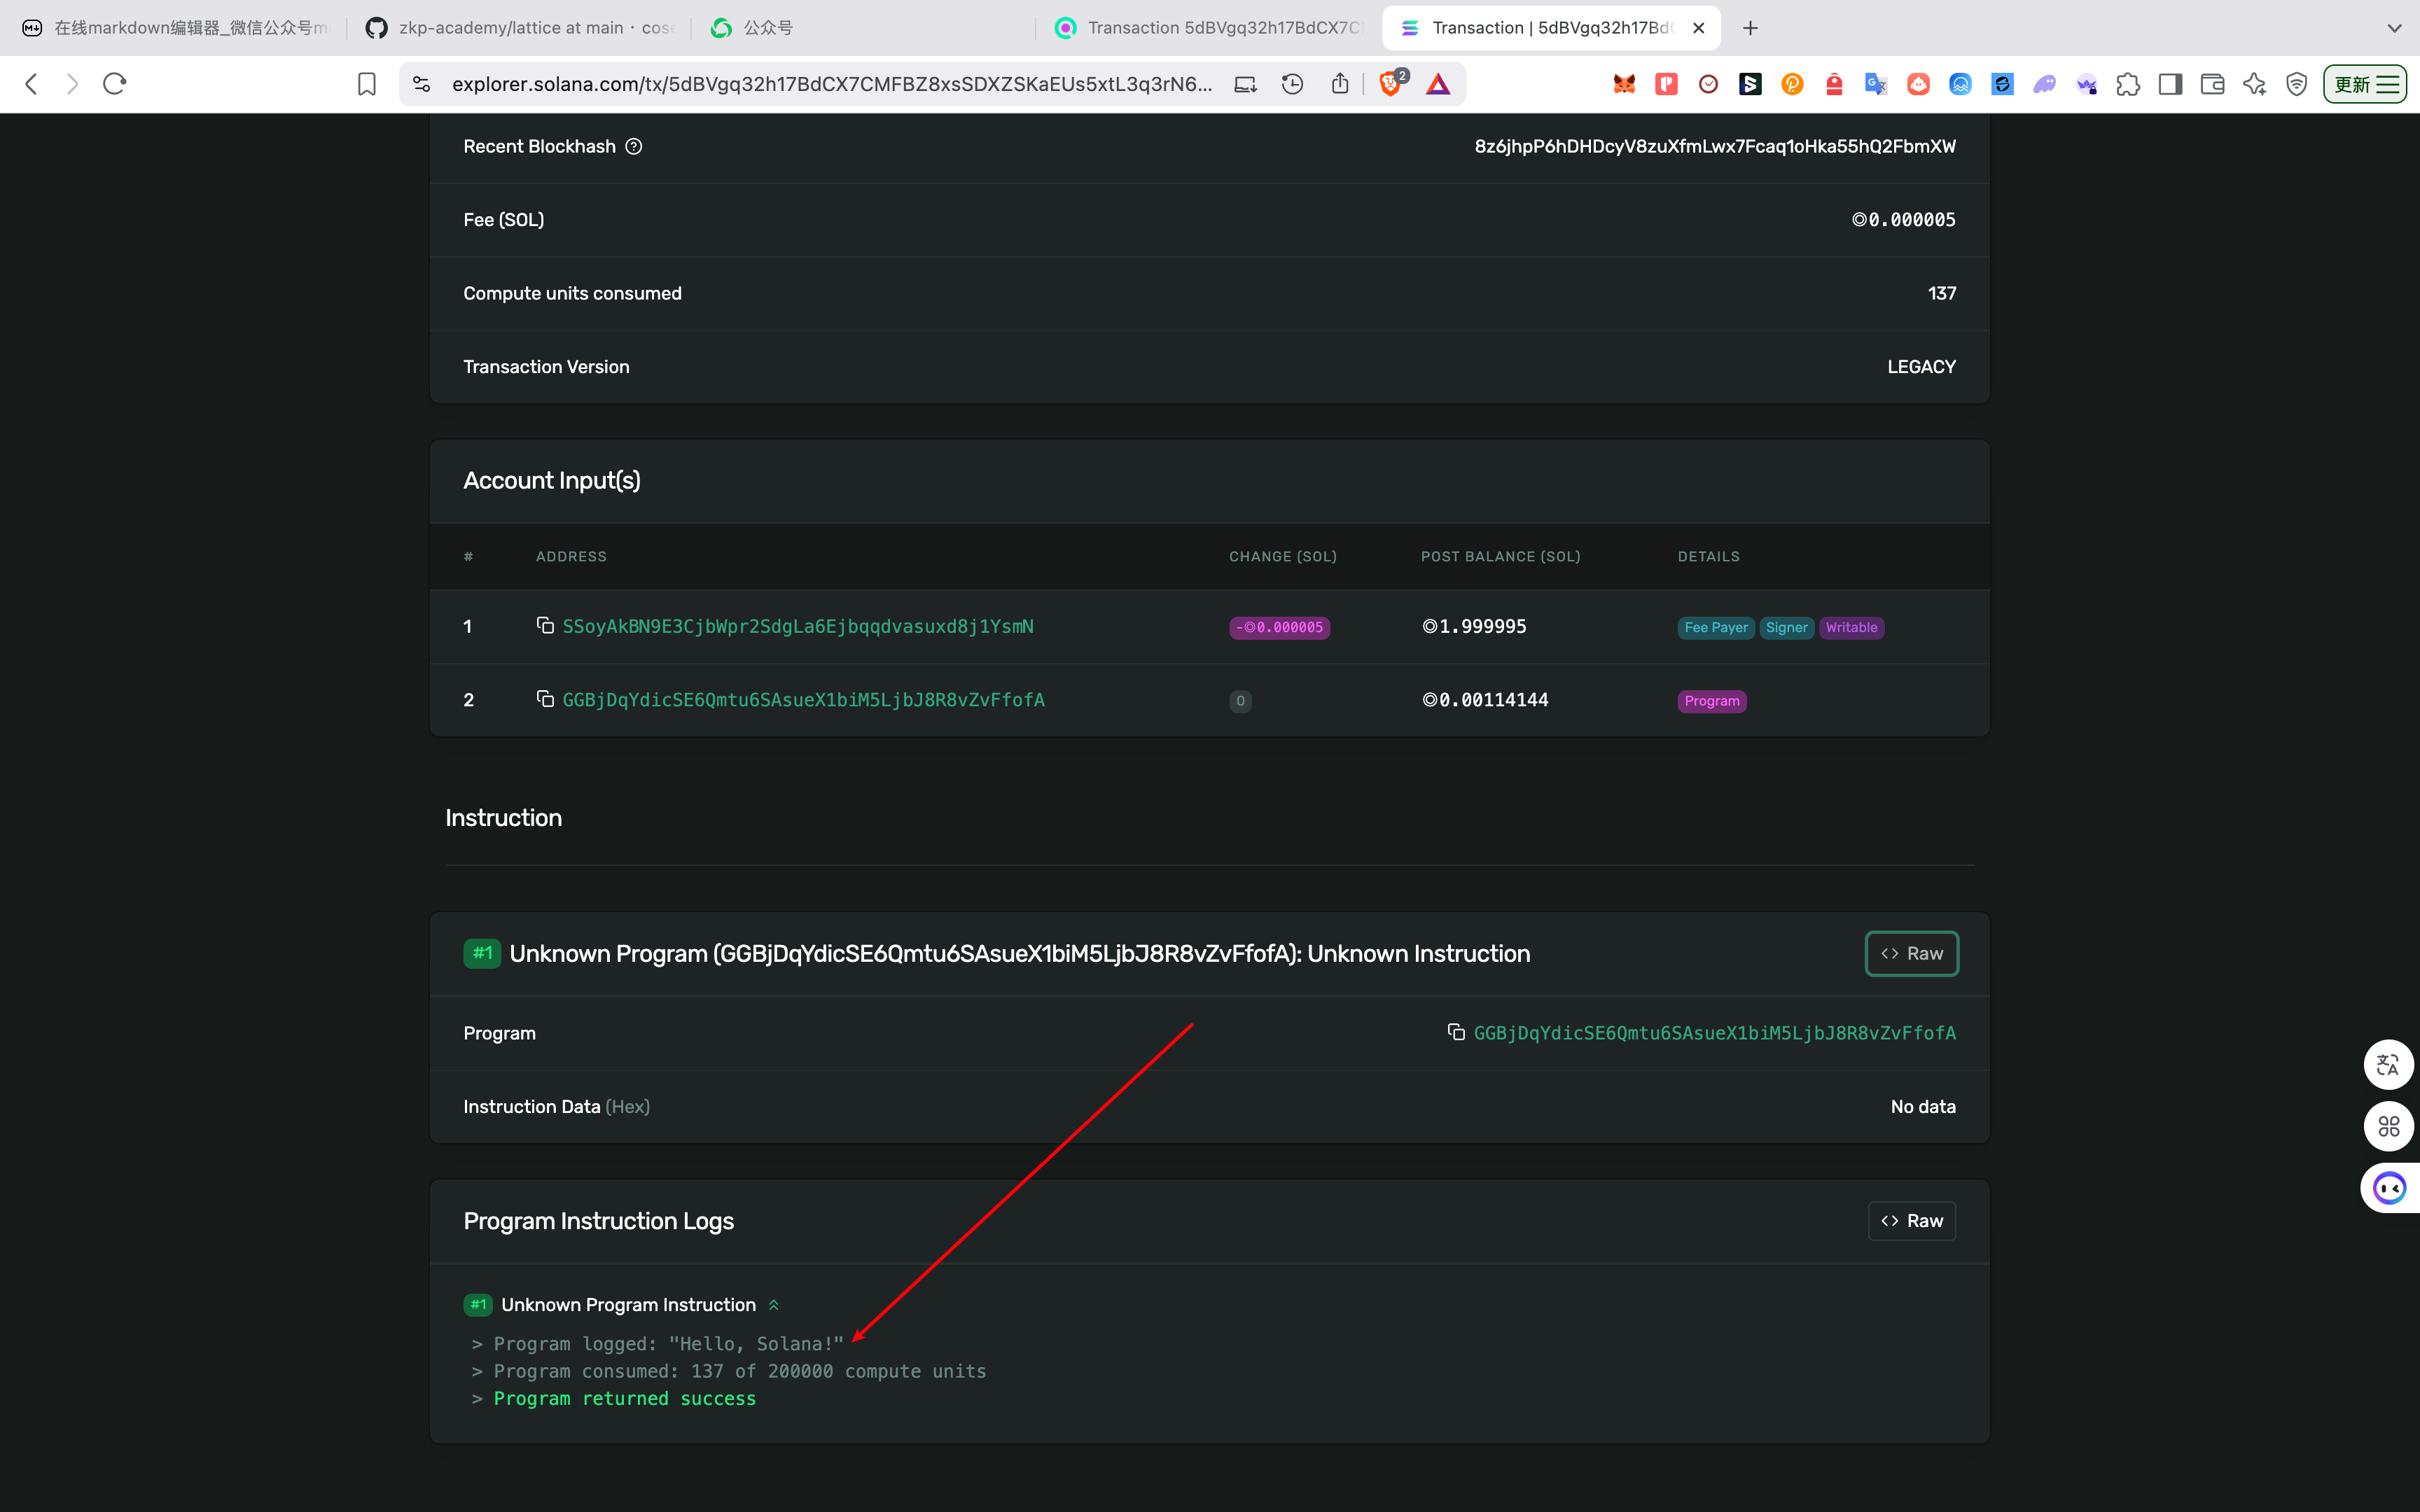 在线markdown编辑器_微信公众号m
zkp-academy/lattice at main · cose
公众号
Transaction 5dBVgq32h17BdCX7C
Transaction | 5dBVgq32h17Bd
explorer.solana.com/tx/5dBVgq32h17BdCX7CMFBZ8xsSDXZSKaEUs5xtL3q3rN6...
2
更新
Recent Blockhash
8z6jhpP6hDHDcyV8zuXfmLwx7Fcaq1oHka55hQ2FbmXW
Fee (SOL)
◎0.000005
Compute units consumed
137
Transaction Version
LEGACY
Account Input(s)
# ADDRESS CHANGE (SOL) POST BALANCE (SOL) DETAILS
1 SSoyAkBN9E3CjbWpr2SdgLa6Ejbqqdvasuxd8j1YsmN -◎0.000005 ◎1.999995 Fee Payer Signer Writable
2 GGBjDqYdicSE6Qmtu6SAsueX1biM5LjbJ8R8vZvFfofA 0 ◎0.00114144 Program
Instruction
#1 Unknown Program (GGBjDqYdicSE6Qmtu6SAsueX1biM5LjbJ8R8vZvFfofA): Unknown Instruction
<> Raw
Program
GGBjDqYdicSE6Qmtu6SAsueX1biM5LjbJ8R8vZvFfofA
Instruction Data (Hex)
No data
Program Instruction Logs
<> Raw
#1 Unknown Program Instruction
> Program logged: "Hello, Solana!"
> Program consumed: 137 of 200000 compute units
> Program returned success